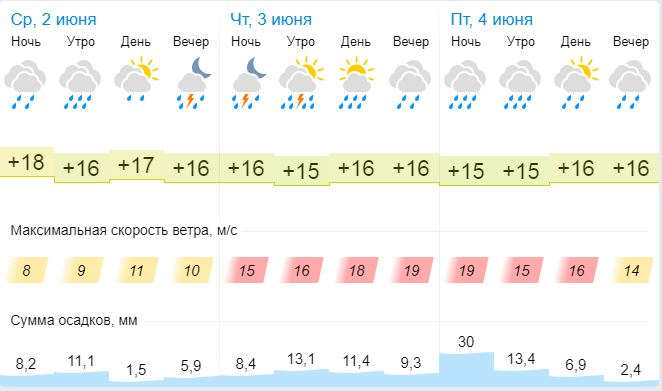 Ср, 2 июня Чт, 3 июня Пт, 4 июня
Ночь Утро День Вечер Ночь Утро День Вечер Ночь Утро День Вечер
+18 +16 +17 +16 +16 +15 +16 +16 +15 +15 +16 +16
Максимальная скорость ветра, м/с
8 9 11 10 15 16 18 19 19 15 16 14
Сумма осадков, мм
8,2 11,1 1,5 5,9 8,4 13,1 11,4 9,3 30 13,4 6,9 2,4